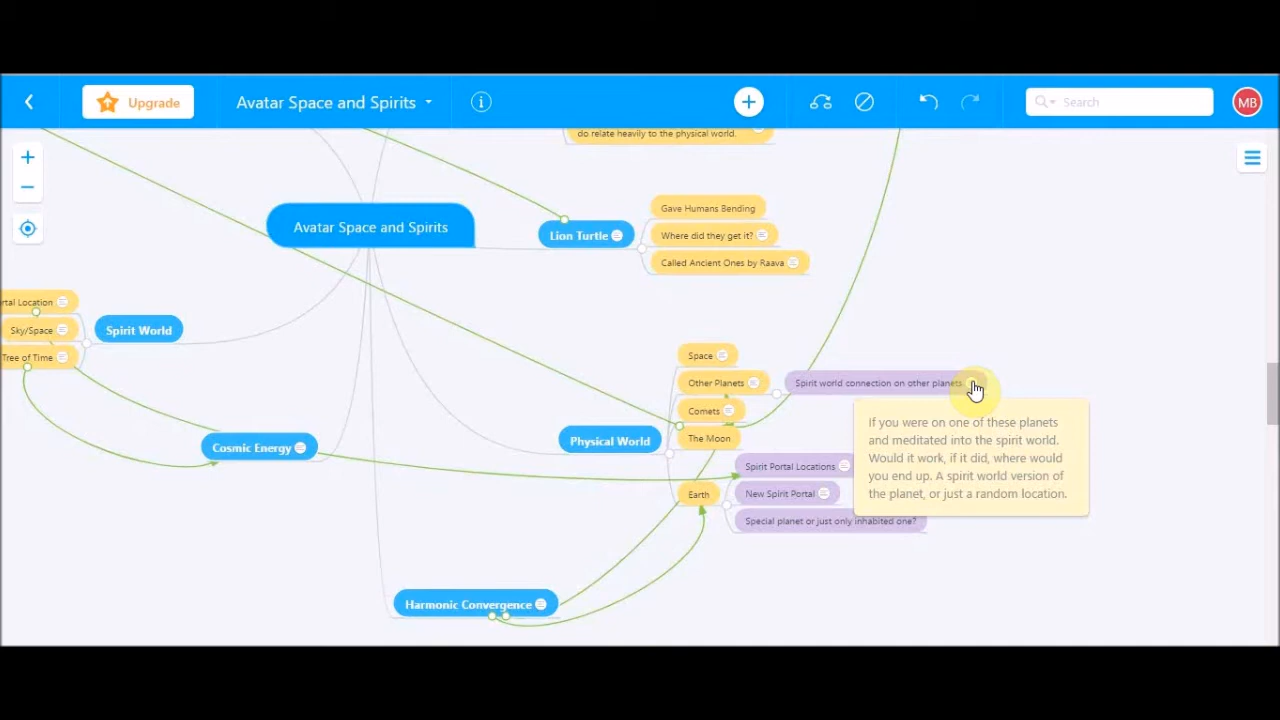 Upgrade
Avatar Space and Spirits
Search
MB
do relate heavily to the physical world.
Avatar Space and Spirits
Lion Turtle
Gave Humans Bending
Where did they get it?
Called Ancient Ones by Raava
rtal Location
Sky/Space
Tree of Time
Spirit World
Space
Other Planets
Comets
The Moon
Spirit world connection on other planets
Physical World
If you were on one of these planets
and meditated into the spirit world.
Would it work, if it did, where would
you end up. A spirit world version of
the planet, or just a random location.
Cosmic Energy
Earth
Spirit Portal Locations
New Spirit Portal
Special planet or just only inhabited one?
Harmonic Convergence